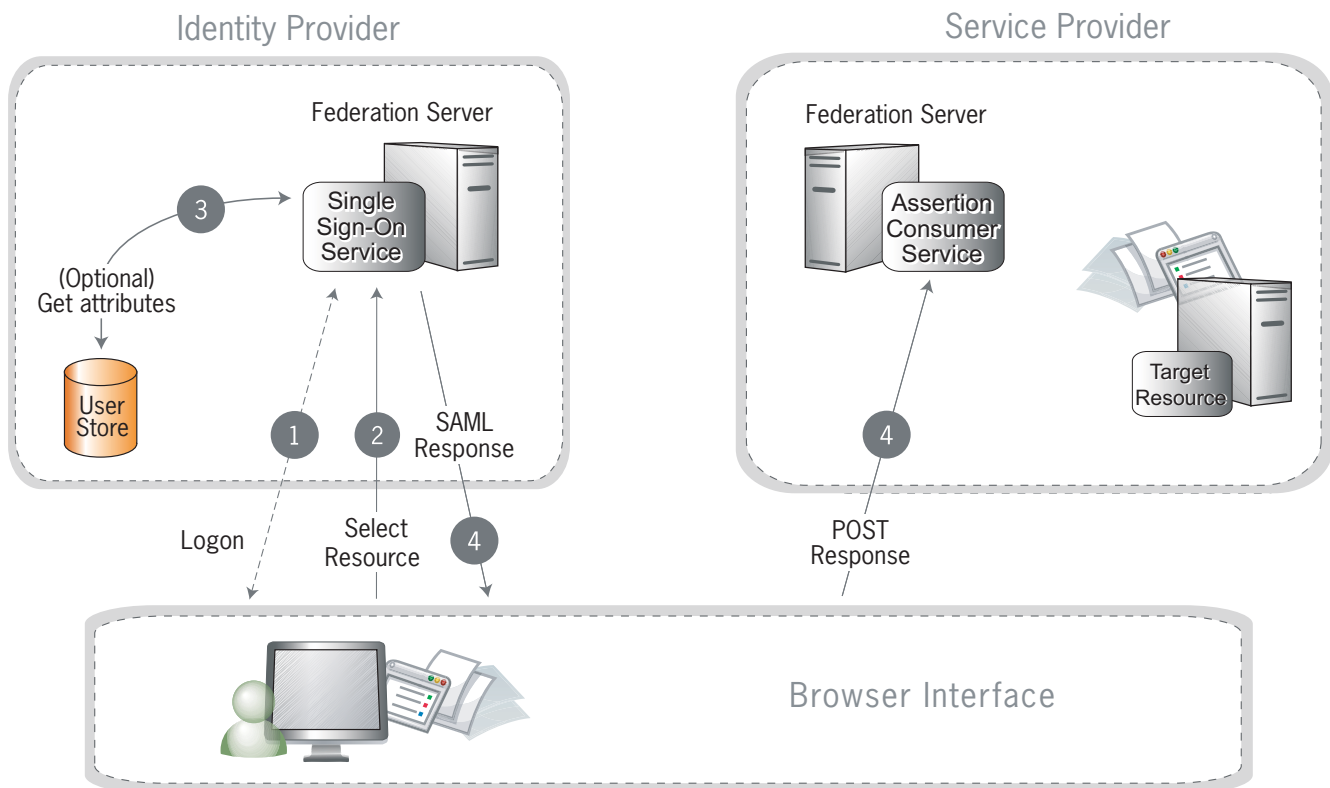 Identity Provider
Service Provider
Federation Server
Federation Server
Single
Sign-On
Service
Assertion
Consumer
Service
3
(Optional)
Get attributes
User
Store
Target
Resource
1
2
SAML
Response
4
Logon
Select
Resource
4
POST
Response
Browser Interface